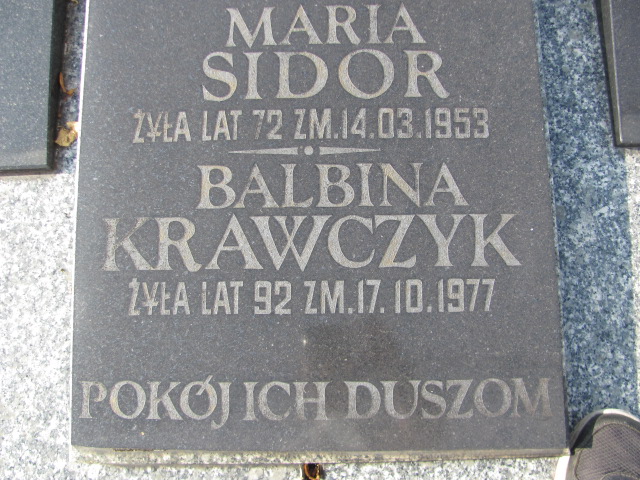 MARIA
SIDOR
ŻYŁA LAT 72 ZM.14.03.1953
BALBINA
KRAWCZYK
ŻYŁA LAT 92 ZM.17.10.1977
POKÓJ ICH DUSZOM